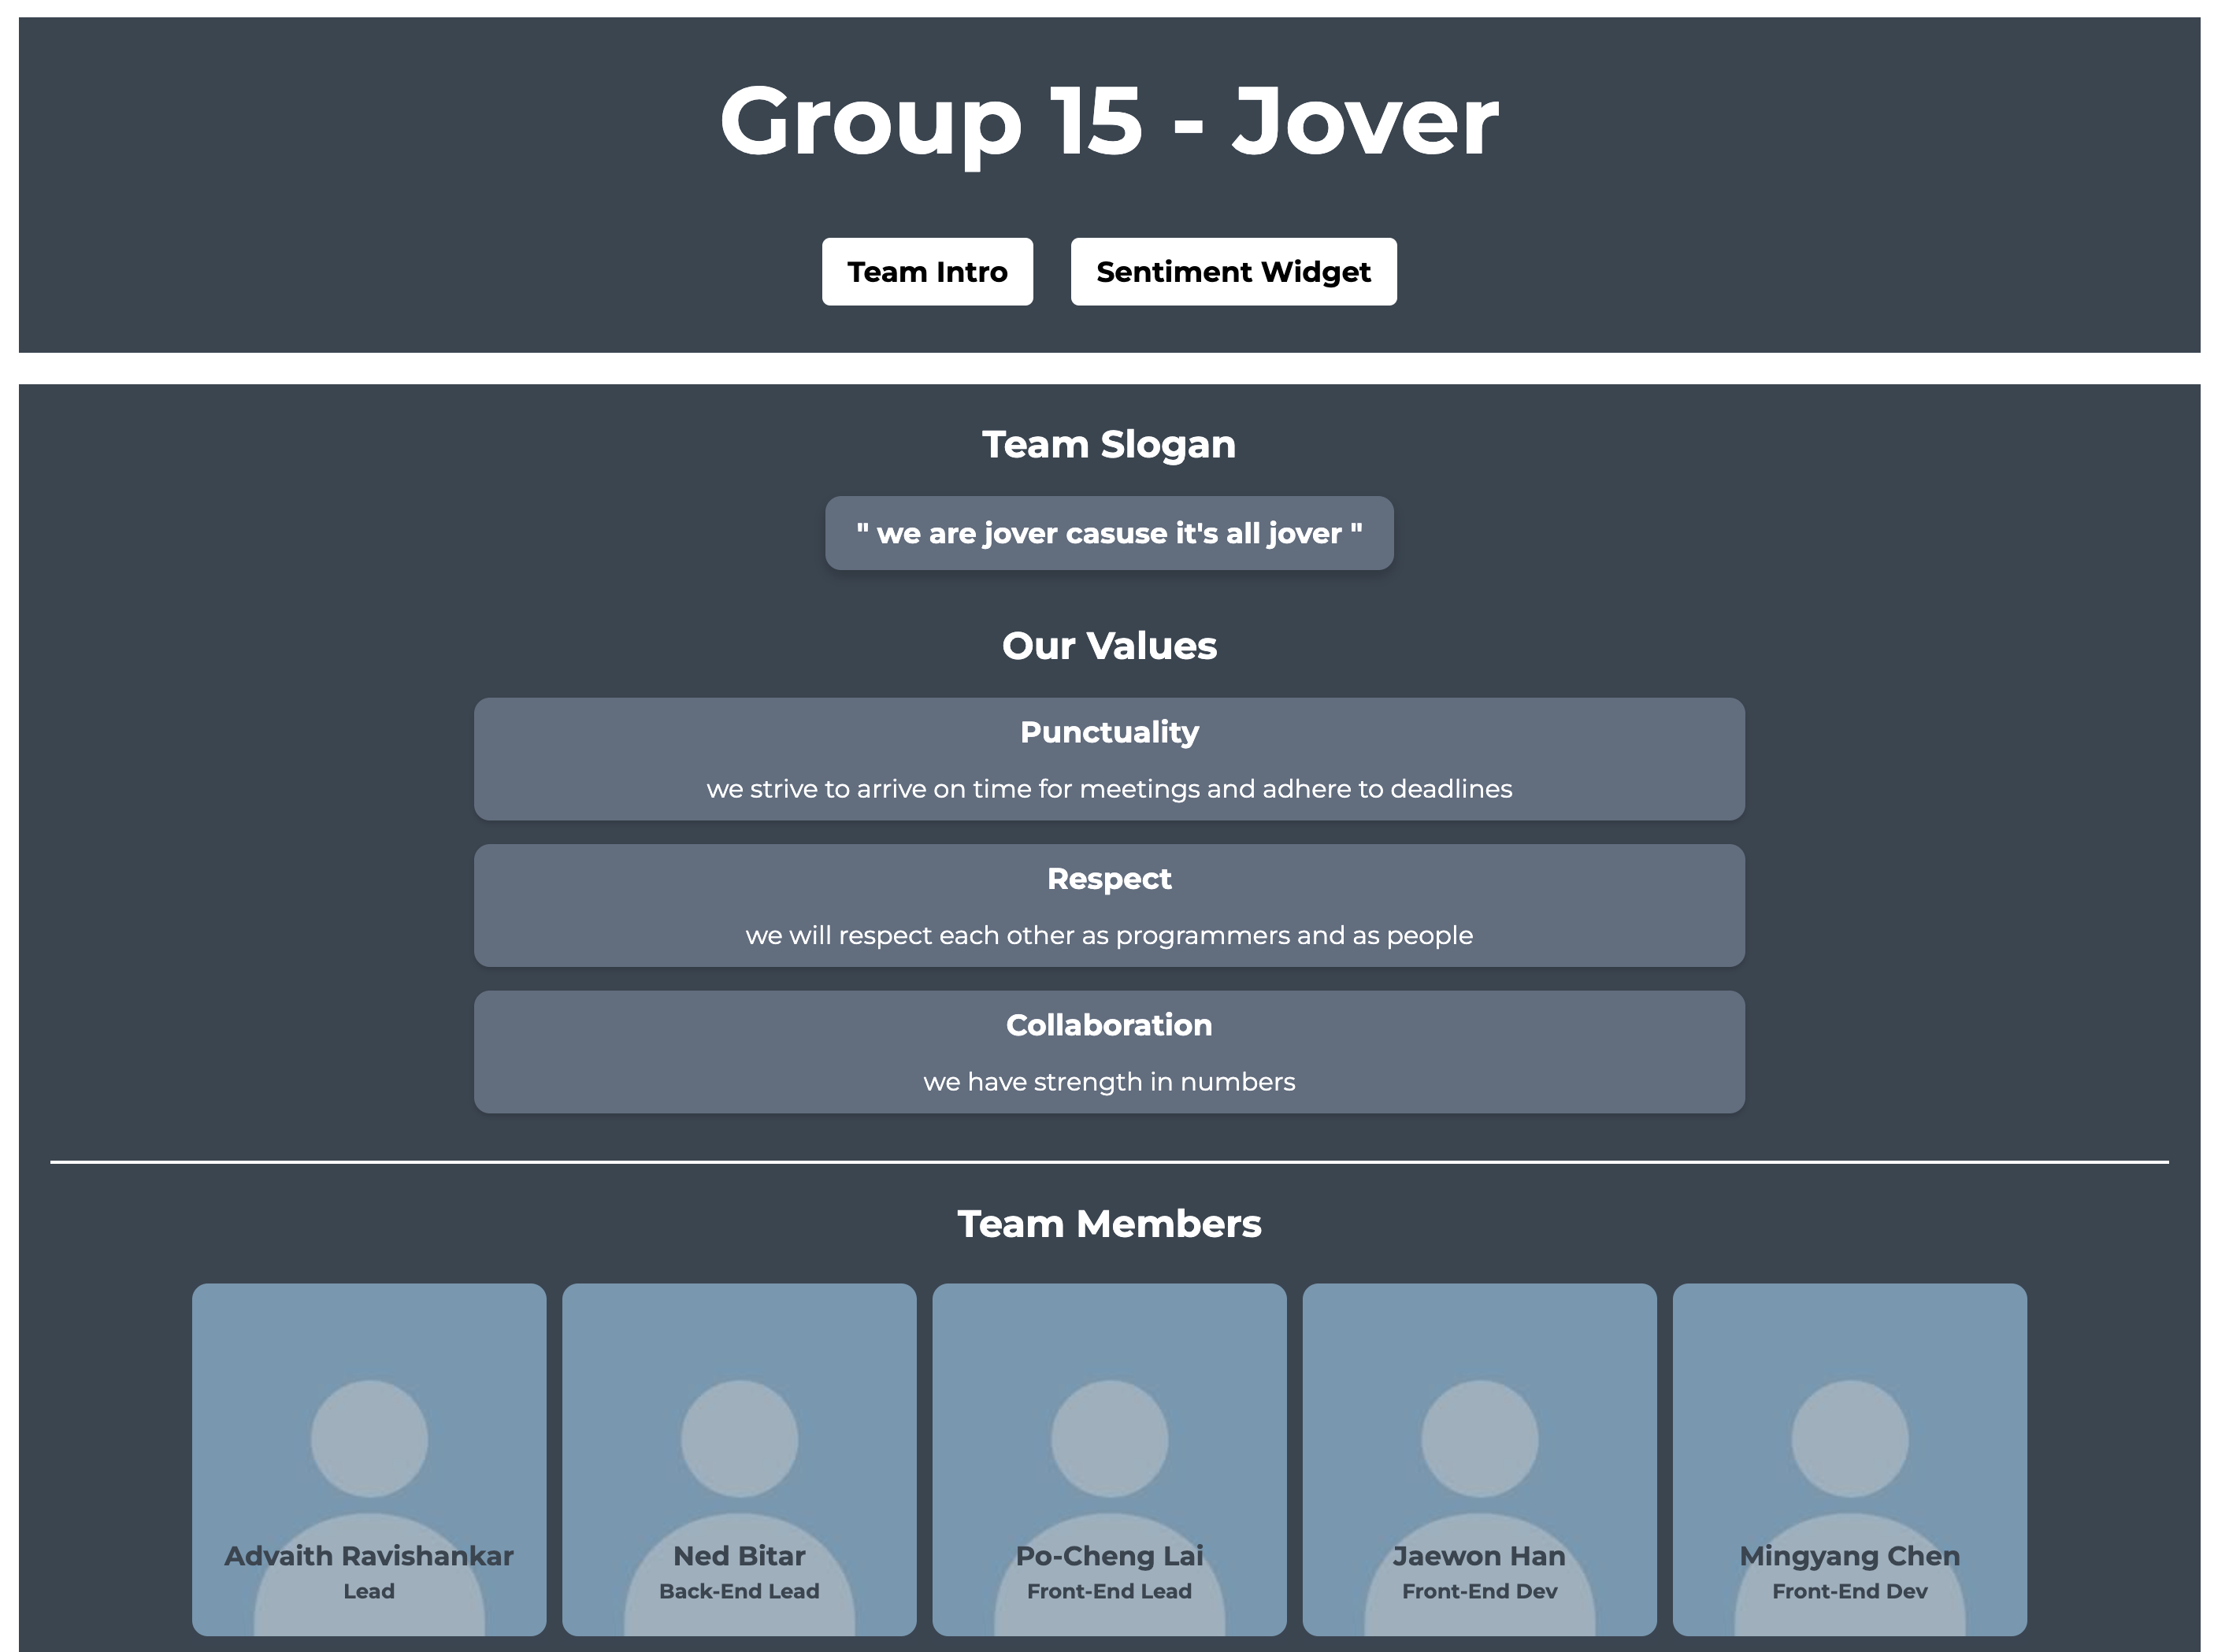 Group 15 - Jover
Team Intro
Sentiment Widget
Team Slogan
" we are jover casuse it's all jover "
Our Values
Punctuality
we strive to arrive on time for meetings and adhere to deadlines
Respect
we will respect each other as programmers and as people
Collaboration
we have strength in numbers
Team Members
Advaith Ravishankar
Lead
Ned Bitar
Back-End Lead
Po-Cheng Lai
Front-End Lead
Jaewon Han
Front-End Dev
Mingyang Chen
Front-End Dev